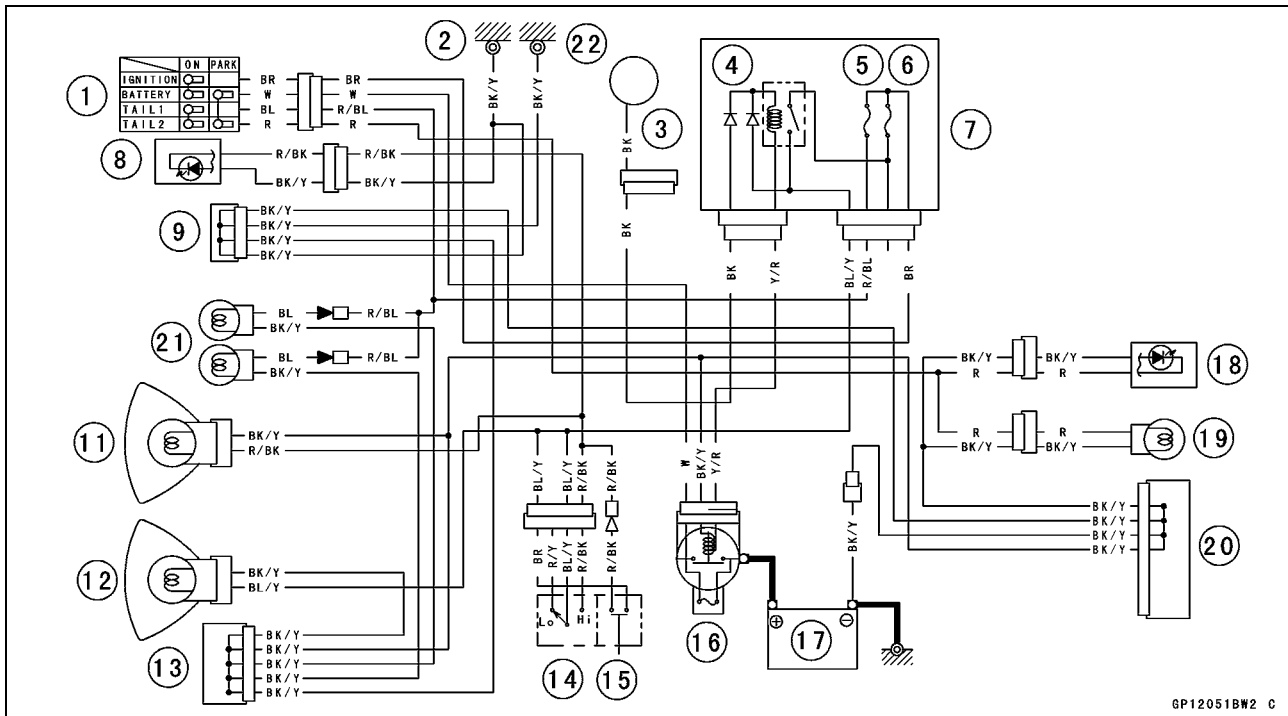 ON PARK
IGNITION
BATTERY
TAIL1
TAIL2
1
BR BR
W W
BL R/BL
R R
2
22
BK/Y
BK/Y
3
BK
BK
4
5
6
7
8
R/BK R/BK
BK/Y BK/Y
9
BK/Y
BK/Y
BK/Y
BK/Y
BK
Y/R
BL/Y
R/BL
BR
21
BL R/BL
BK/Y
BL R/BL
BK/Y
11
BK/Y
R/BK
12
BK/Y
BL/Y
13
BK/Y
BK/Y
BK/Y
BK/Y
BK/Y
BL/Y
BL/Y
R/BK
R/BK
BR
R/Y
BL/Y
R/BK
R/BK
Lo
Hi
14
15
W
BK/Y
Y/R
16
BK/Y
⊕ 17 ⊖
BK/Y BK/Y
R R
18
R R
BK/Y BK/Y
19
BK/Y
BK/Y
BK/Y
BK/Y
20
GP12051BW2 C